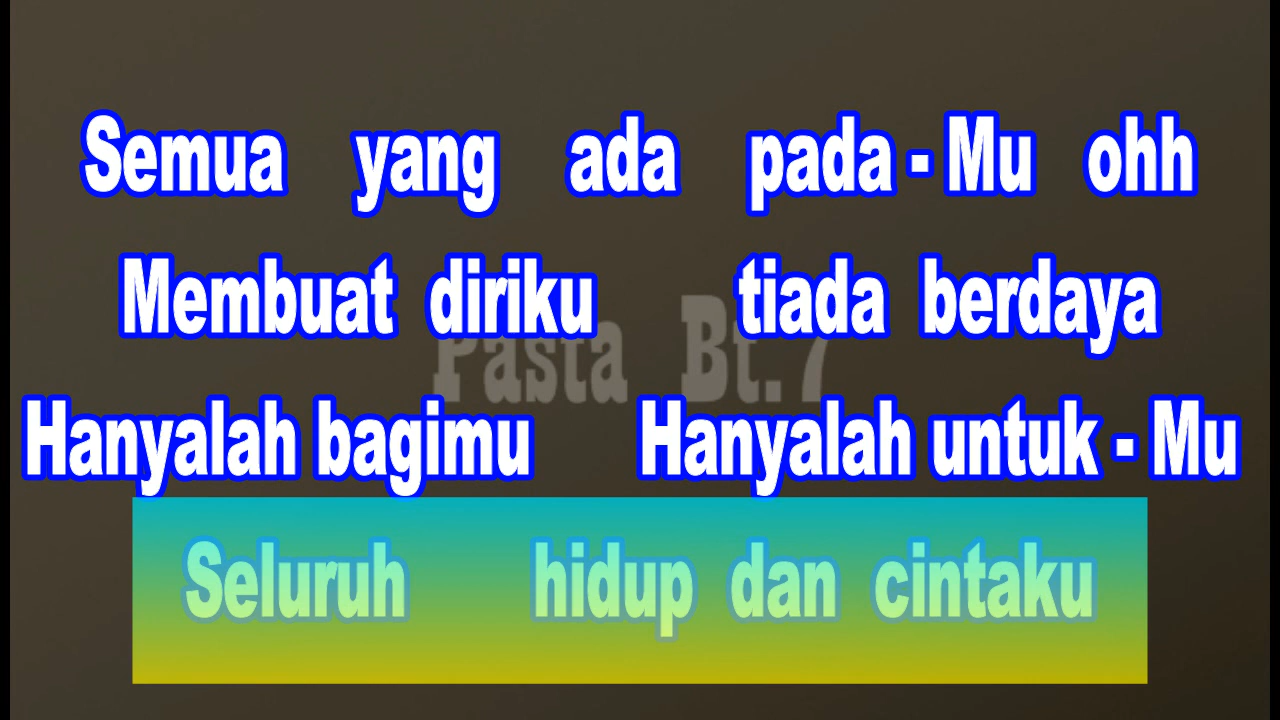 Semua yang ada pada - Mu ohh
Membuat diriku tiada berdaya
Pasta Bt.7
Hanyalah bagimu Hanyalah untuk - Mu
Seluruh hidup dan cintaku